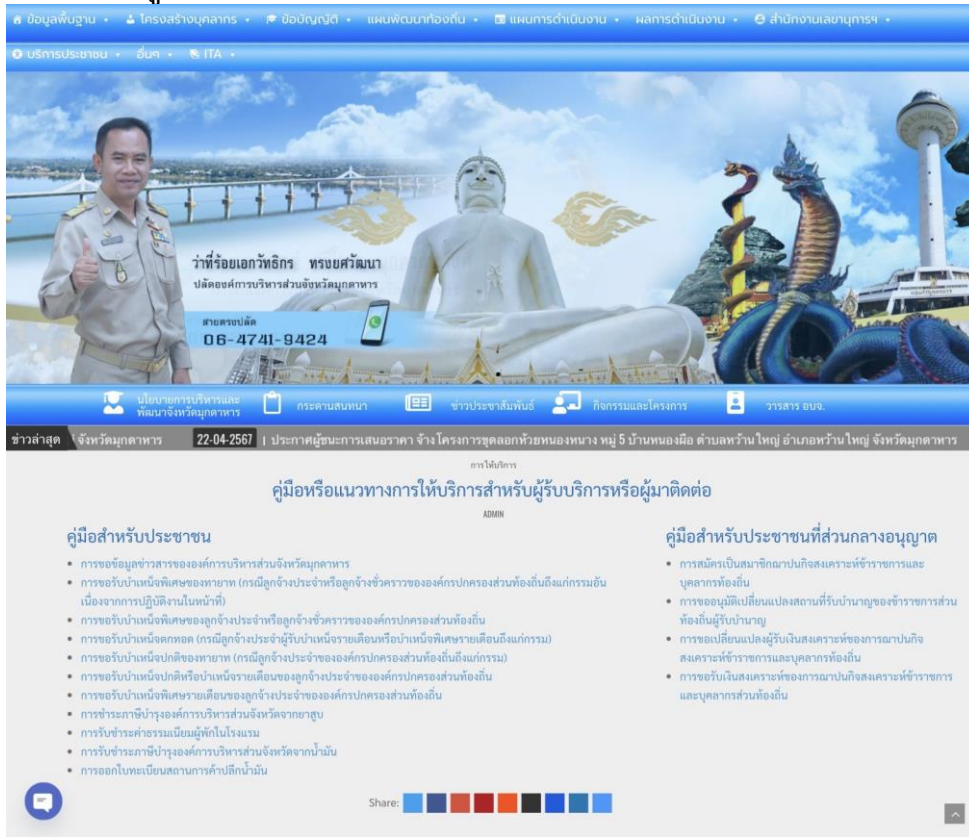 ข้อมูลพื้นฐาน
โครงสร้างบุคลากร
ข้อบัญญัติ
แผนพัฒนาท้องถิ่น
แผนการดำเนินงาน
ผลการดำเนินงาน
สำนักงานเลขานุการฯ
บริการประชาชน
อื่นๆ
ITA
ว่าที่ร้อยเอกวัทธิกร ทรงยศวัฒนา
ปลัดองค์การบริหารส่วนจังหวัดมุกดาหาร
สายตรงปลัด
06-4741-9424
นโยบายการบริหารและ
พัฒนาจังหวัดมุกดาหาร
กระดานสนทนา
ข่าวประชาสัมพันธ์
กิจกรรมและโครงการ
วารสาร อบจ.
ข่าวล่าสุด
จังหวัดมุกดาหาร 22-04-2567 | ประกาศผู้ชนะการเสนอราคา จ้างโครงการขุดลอกห้วยหนองหนาง หมู่ 5 บ้านหนองผือ ตำบลหว้านใหญ่ อำเภอหว้านใหญ่ จังหวัดมุกดาหาร
การให้บริการ
คู่มือหรือแนวทางการให้บริการสำหรับผู้รับบริการหรือผู้มาติดต่อ
ADMIN
คู่มือสำหรับประชาชน
การขอข้อมูลข่าวสารขององค์การบริหารส่วนจังหวัดมุกดาหาร
การขอรับบำเหน็จพิเศษของทายาท (กรณีลูกจ้างประจำหรือลูกจ้างชั่วคราวขององค์กรปกครองส่วนท้องถิ่นถึงแก่กรรมอัน
เนื่องจากการปฏิบัติงานในหน้าที่)
การขอรับบำเหน็จพิเศษของลูกจ้างประจำหรือลูกจ้างชั่วคราวขององค์กรปกครองส่วนท้องถิ่น
การขอรับบำเหน็จตกทอด (กรณีลูกจ้างประจำผู้รับบำเหน็จรายเดือนหรือบำเหน็จพิเศษรายเดือนถึงแก่กรรม)
การขอรับบำเหน็จปกติของทายาท (กรณีลูกจ้างประจำขององค์กรปกครองส่วนท้องถิ่นถึงแก่กรรม)
การขอรับบำเหน็จปกติหรือบำเหน็จรายเดือนของลูกจ้างประจำขององค์กรปกครองส่วนท้องถิ่น
การขอรับบำเหน็จพิเศษรายเดือนของลูกจ้างประจำขององค์กรปกครองส่วนท้องถิ่น
การชำระภาษีบำรุงองค์การบริหารส่วนจังหวัดจากยาสูบ
การรับชำระค่าธรรมเนียมผู้พักในโรงแรม
การรับชำระภาษีบำรุงองค์การบริหารส่วนจังหวัดจากน้ำมัน
การออกใบทะเบียนสถานการค้าปลีกน้ำมัน
คู่มือสำหรับประชาชนที่ส่วนกลางอนุญาต
การสมัครเป็นสมาชิกฌาปนกิจสงเคราะห์ข้าราชการและ
บุคลากรท้องถิ่น
การขออนุมัติเปลี่ยนแปลงสถานที่รับบำนาญของข้าราชการส่วน
ท้องถิ่นผู้รับบำนาญ
การขอเปลี่ยนแปลงผู้รับเงินสงเคราะห์ของการฌาปนกิจ
สงเคราะห์ข้าราชการและบุคลากรท้องถิ่น
การขอรับเงินสงเคราะห์ของการฌาปนกิจสงเคราะห์ข้าราชการ
และบุคลากรส่วนท้องถิ่น
Share: